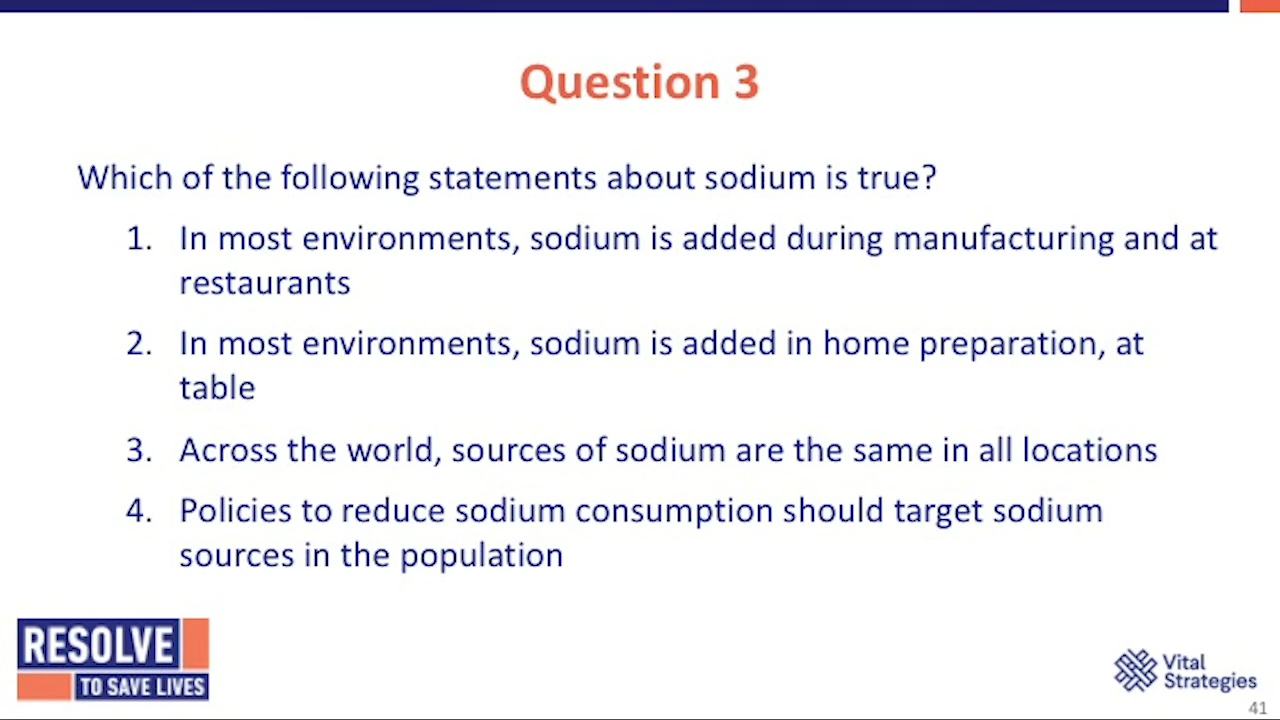 Question 3
Which of the following statements about sodium is true?
1. In most environments, sodium is added during manufacturing and at
restaurants
2. In most environments, sodium is added in home preparation, at
table
3. Across the world, sources of sodium are the same in all locations
4. Policies to reduce sodium consumption should target sodium
sources in the population
RESOLVE
TO SAVE LIVES
Vital
Strategies
41